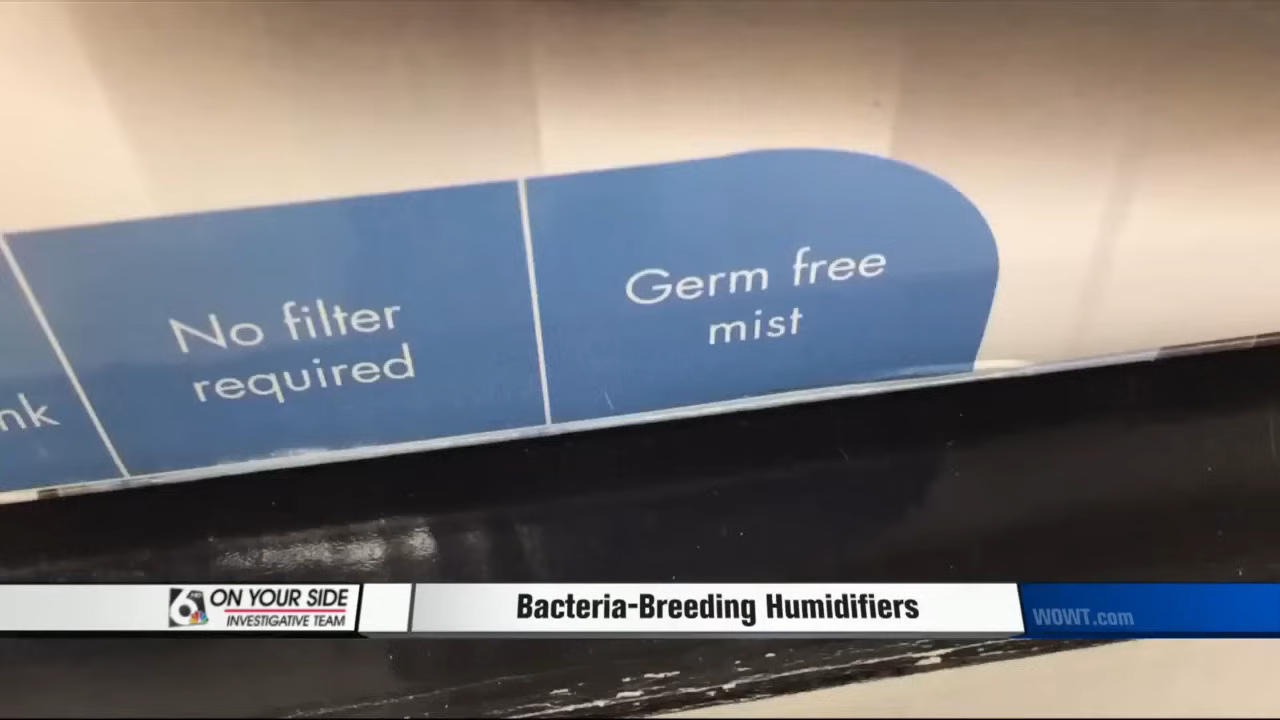 nk
No filter
required
Germ free
mist
6
ON YOUR SIDE
INVESTIGATIVE TEAM
Bacteria-Breeding Humidifiers
WOWT.com